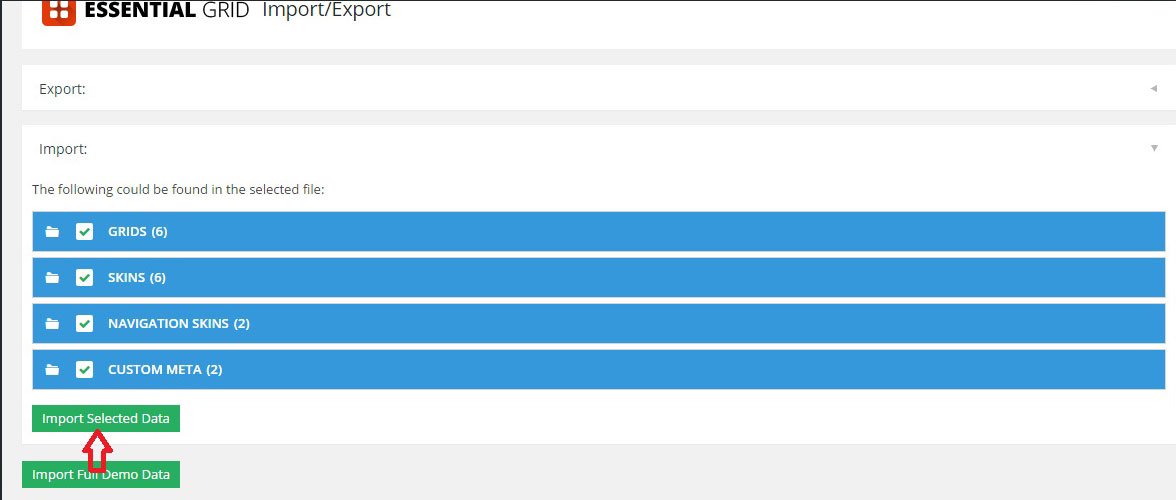 ESSENTIAL GRID Import/Export
Export:
Import:
The following could be found in the selected file:
GRIDS (6)
SKINS (6)
NAVIGATION SKINS (2)
CUSTOM META (2)
Import Selected Data
Import Full Demo Data